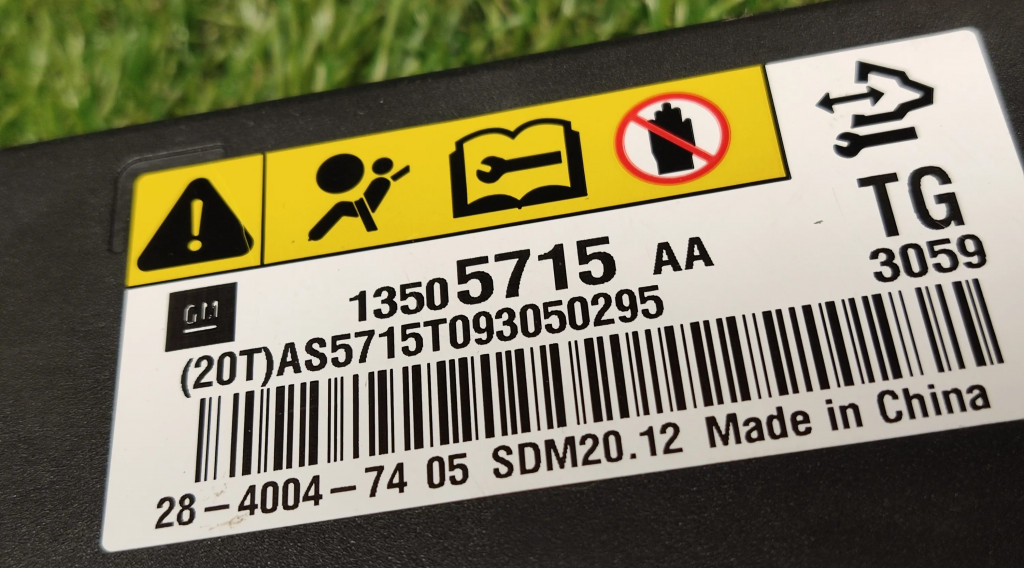 TG
3059
GM
13505715 AA
(20T)AS5715T093050295
28-4004-74 05 SDM20.12 Made in China